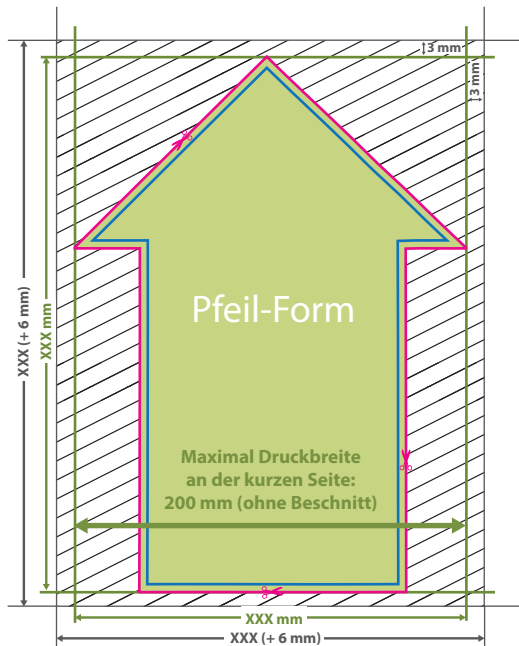 3 mm
3 mm
XXX (+ 6 mm)
XXX mm
Pfeil-Form
Maximal Druckbreite
an der kurzen Seite:
200 mm (ohne Beschnitt)
XXX mm
XXX (+ 6 mm)